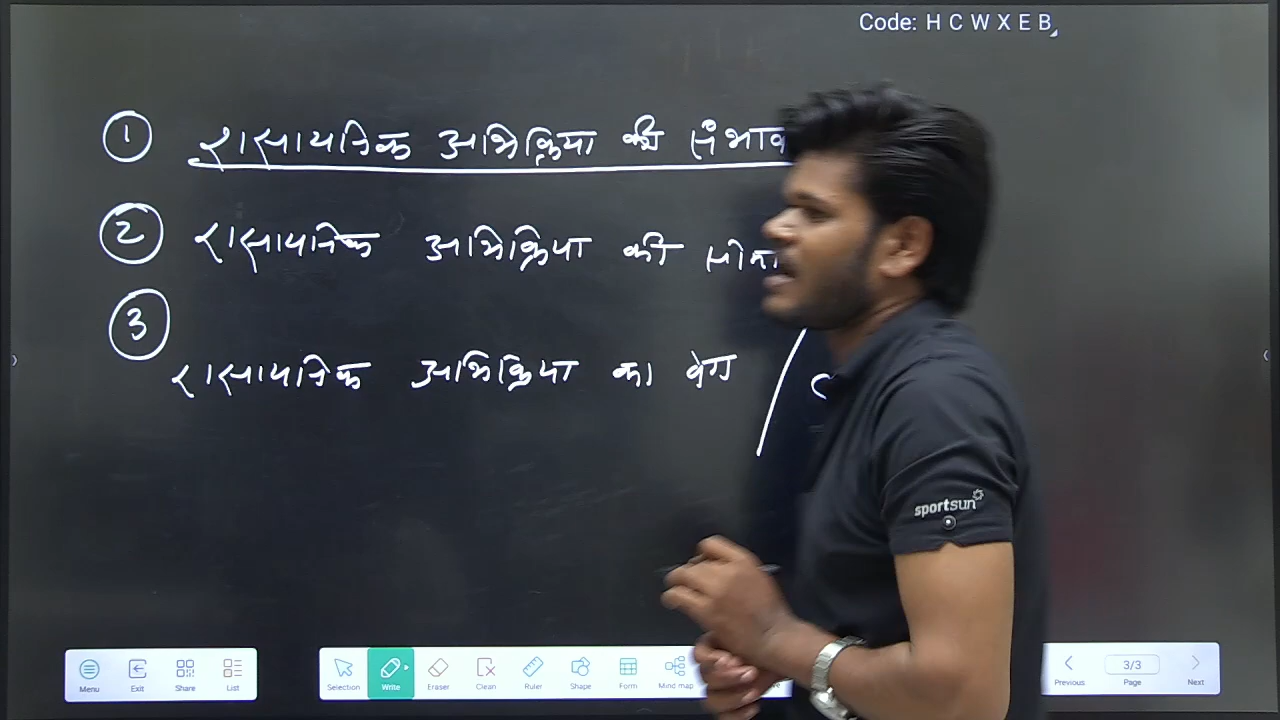 Code: H C W X E B
① रासायनिक अभिक्रिया की
② रासायनिक अभिक्रिया की
③
रासायनिक अभिक्रिया का वेग /
sportsun
Menu Exit Share List
Selection Write Eraser Clean Ruler Shape Form Mind map
Previous 3/3 Page Next